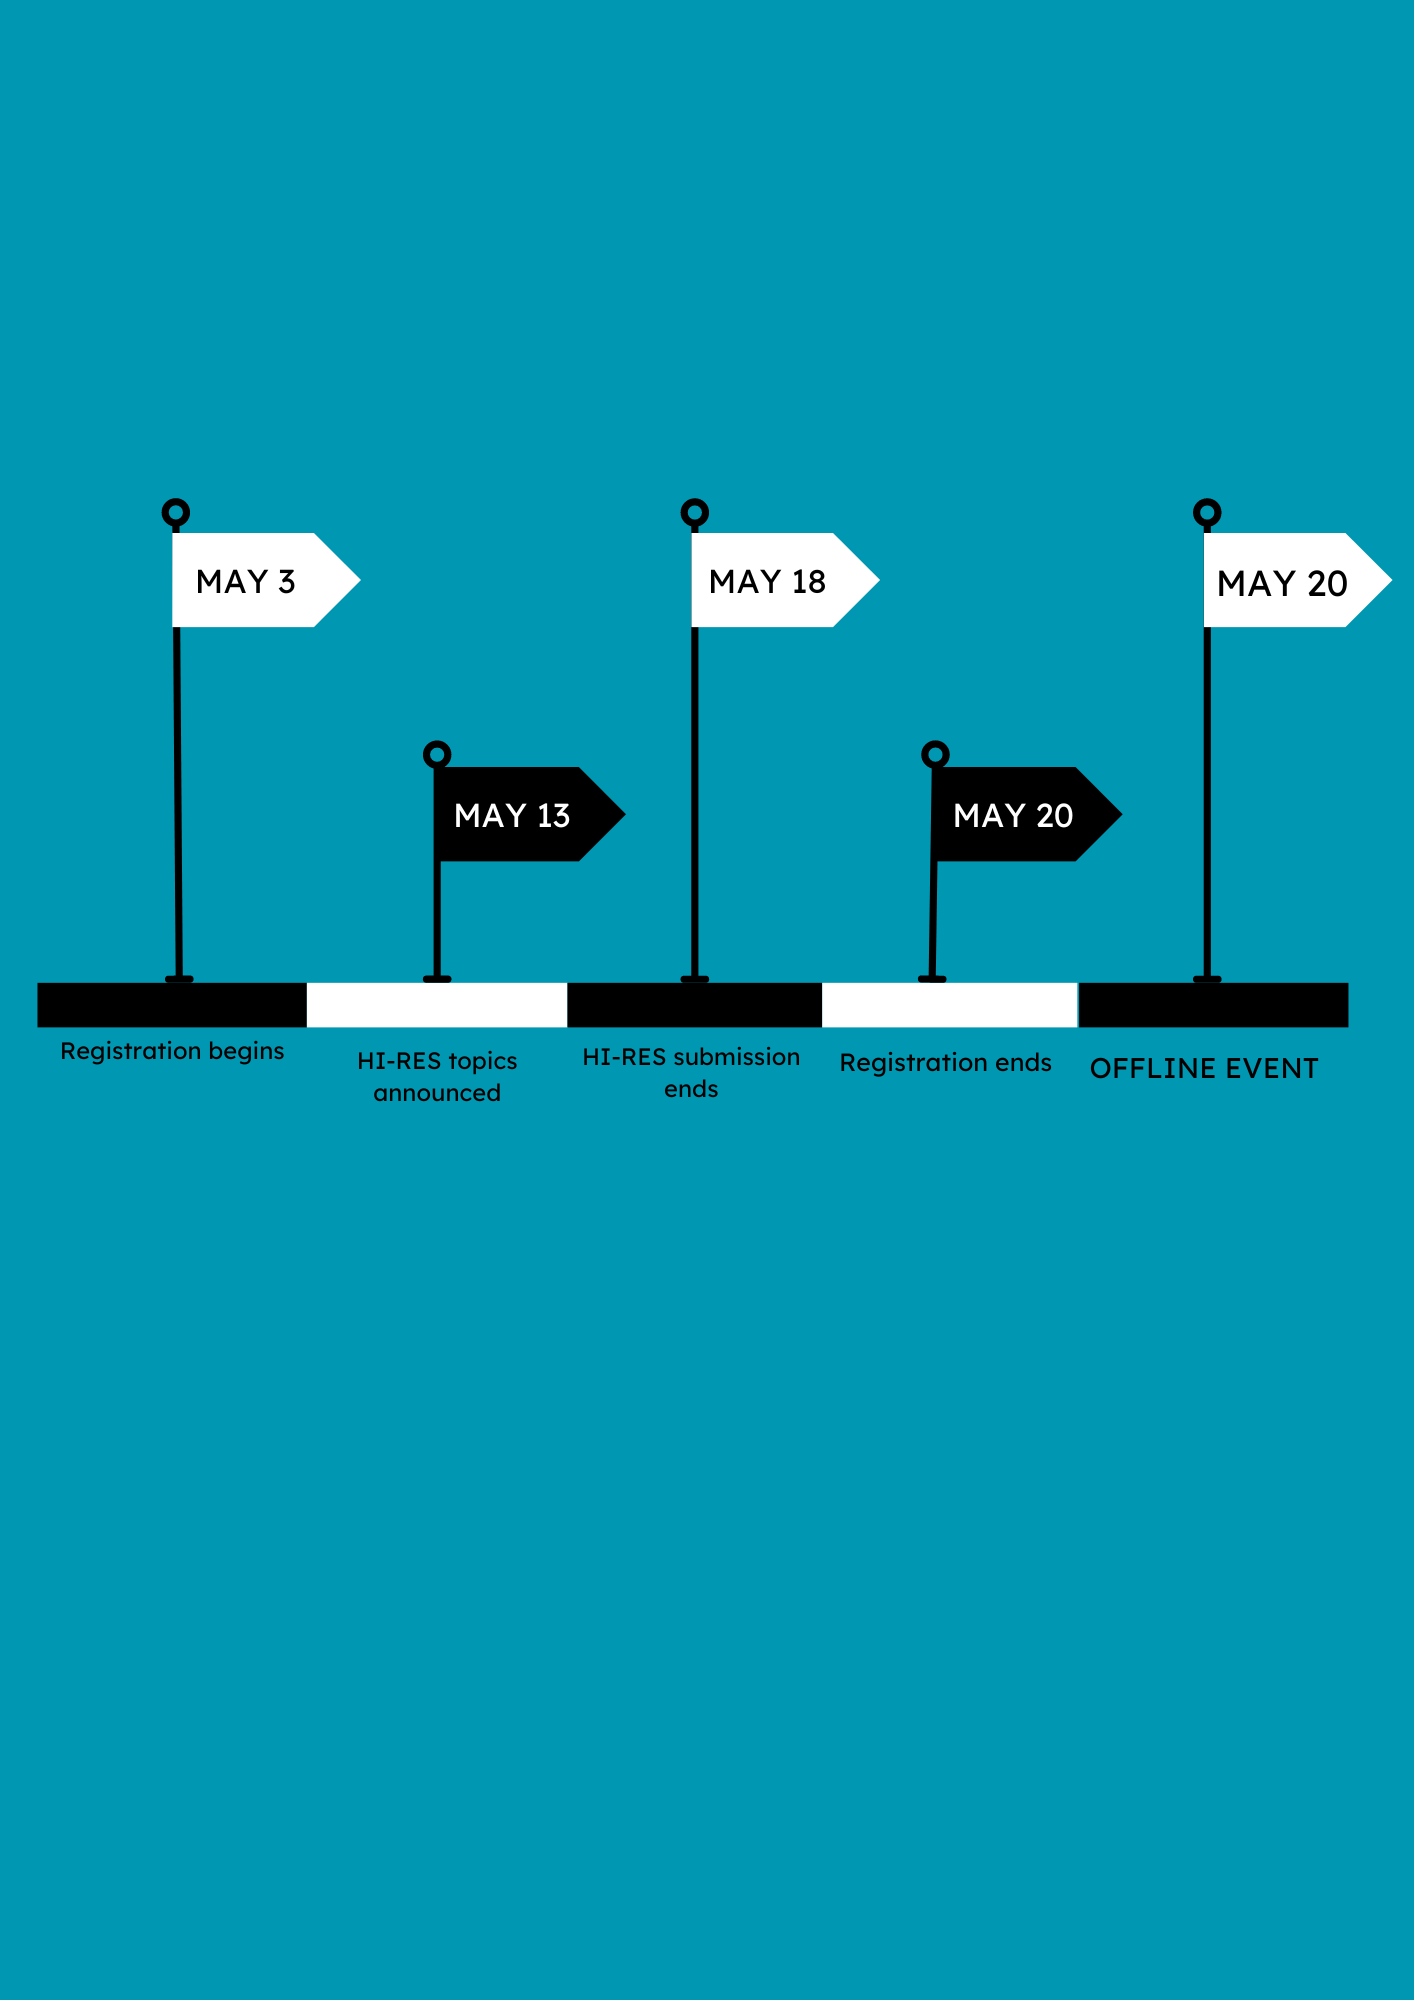 MAY 3
MAY 18
MAY 20
MAY 13
MAY 20
Registration begins
HI-RES topics
announced
HI-RES submission
ends
Registration ends
OFFLINE EVENT